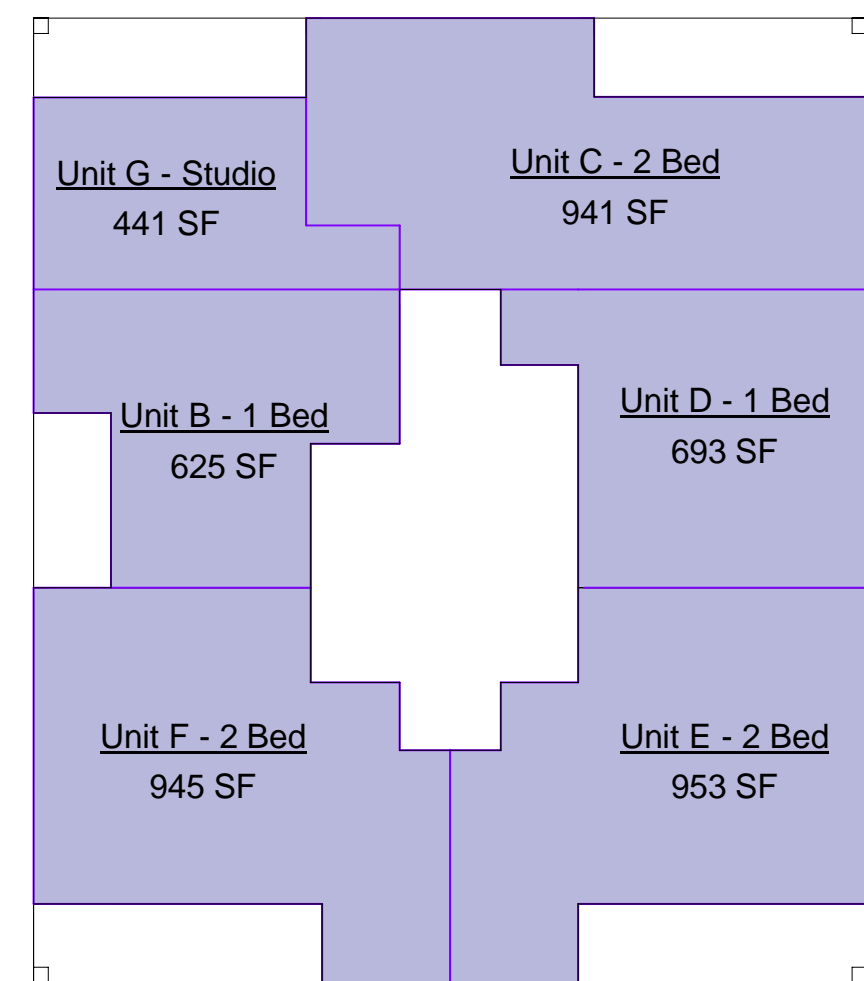 Unit G - Studio
441 SF
Unit C - 2 Bed
941 SF
Unit B - 1 Bed
625 SF
Unit D - 1 Bed
693 SF
Unit F - 2 Bed
945 SF
Unit E - 2 Bed
953 SF